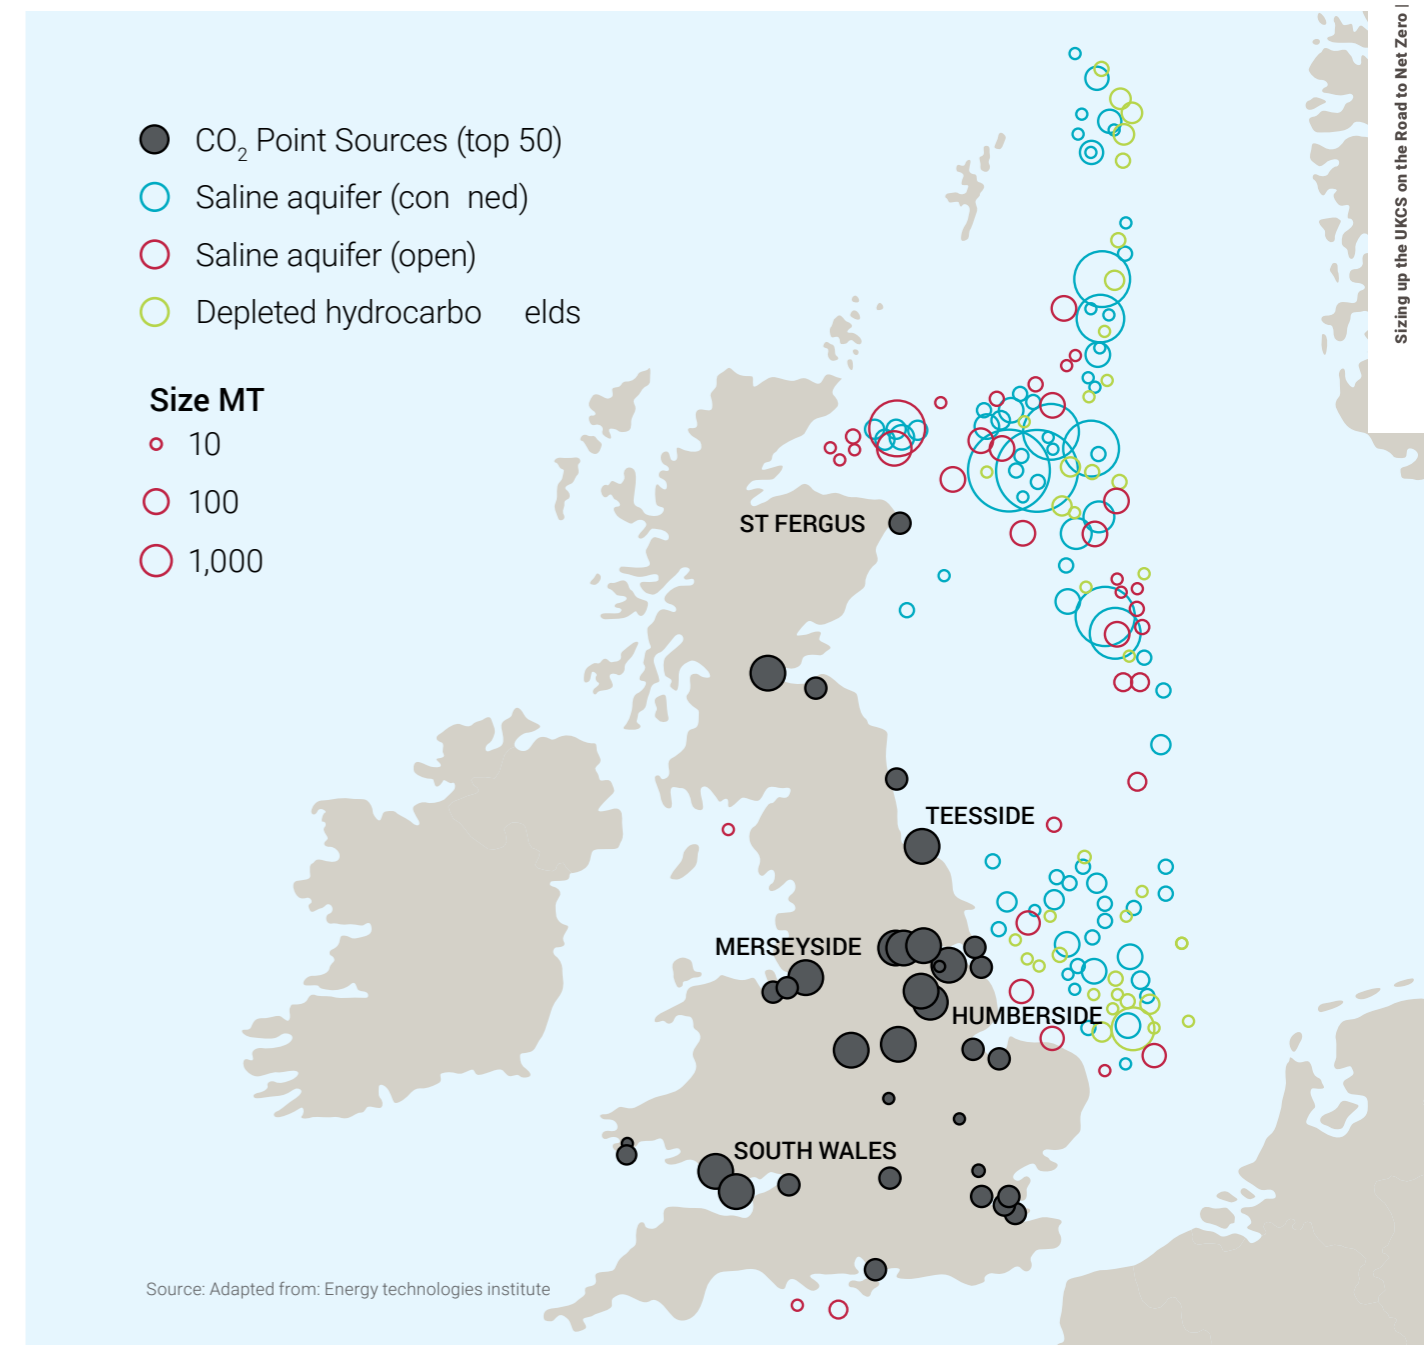 Sizing up the UKCS on the Road to Net Zero |
CO2 Point Sources (top 50)
Saline aquifer (con ned)
Saline aquifer (open)
Depleted hydrocarbo elds
Size MT
10
100
1,000
ST FERGUS
TEESSIDE
MERSEYSIDE
HUMBERSIDE
SOUTH WALES
Source: Adapted from: Energy technologies institute